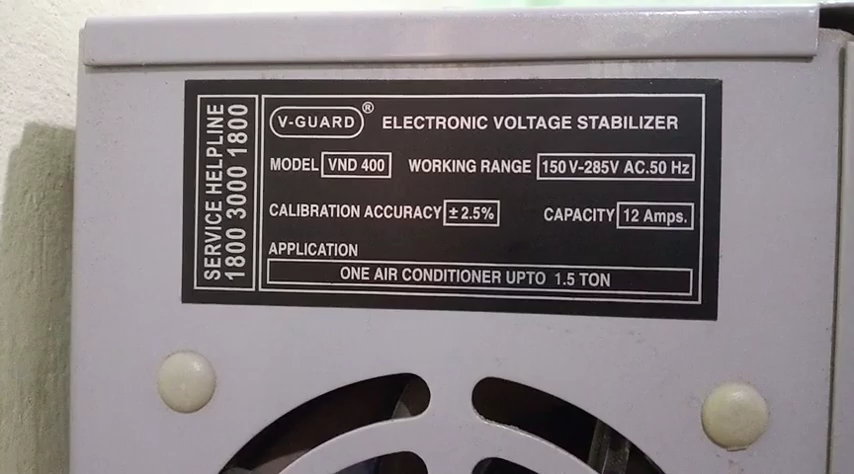 SERVICE HELPLINE
1800 3000 1800
V-GUARD® ELECTRONIC VOLTAGE STABILIZER
MODEL VND 400 WORKING RANGE 150V-285V AC.50 Hz
CALIBRATION ACCURACY ±2.5% CAPACITY 12 Amps.
APPLICATION
ONE AIR CONDITIONER UPTO 1.5 TON